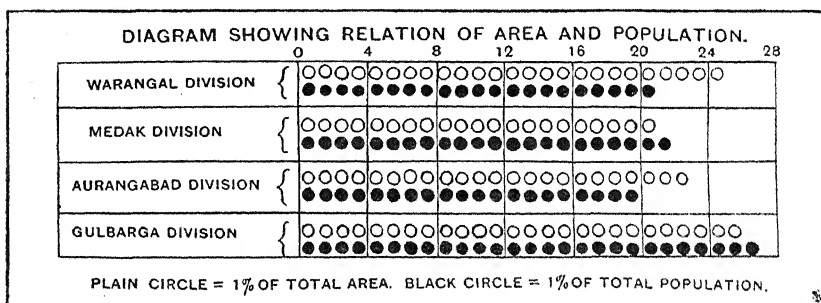 DIAGRAM SHOWING RELATION OF AREA AND POPULATION.
0 4 8 12 16 20 24 28
WARANGAL DIVISION
MEDAK DIVISION
AURANGABAD DIVISION
GULBARGA DIVISION
PLAIN CIRCLE = 1% OF TOTAL AREA. BLACK CIRCLE = 1% OF TOTAL POPULATION.